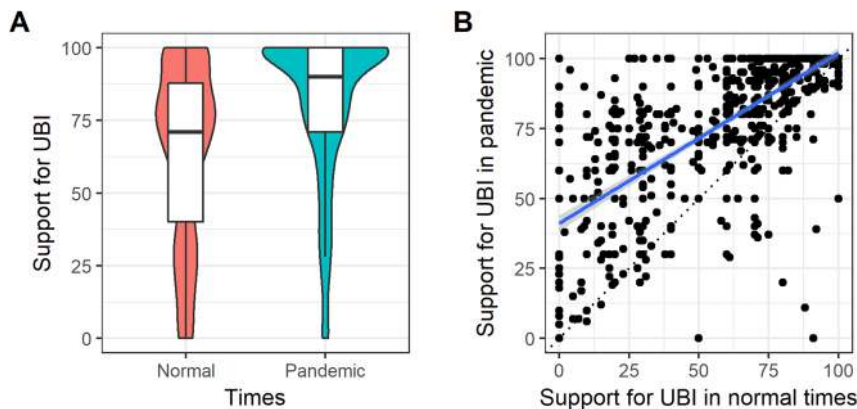 A
Support for UBI
100
75
50
25
0
Normal
Pandemic
Times
B
Support for UBI in pandemic
100
75
50
25
0
0
25
50
75
100
Support for UBI in normal times